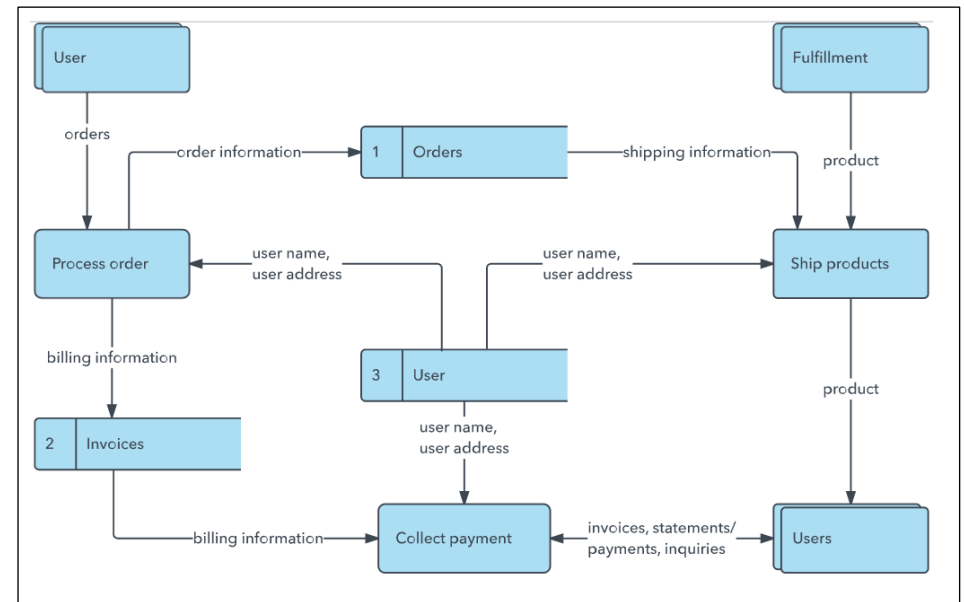 User
Fulfillment
orders
order information
1 Orders
shipping information
product
Process order
user name,
user address
user name,
user address
Ship products
billing information
3 User
product
user name,
user address
2 Invoices
billing information
Collect payment
invoices, statements/
payments, inquiries
Users